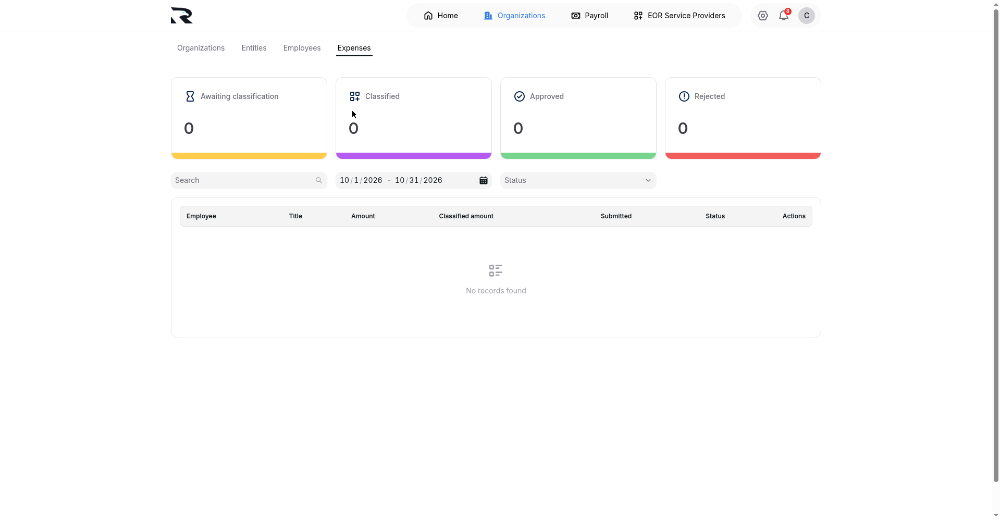 Home Organizations Payroll EOR Service Providers 8 C
Organizations Entities Employees Expenses
Awaiting classification Classified Approved Rejected
0 0 0 0
Search 10/1/2026 - 10/31/2026 Status
Employee Title Amount Classified amount Submitted Status Actions
No records found